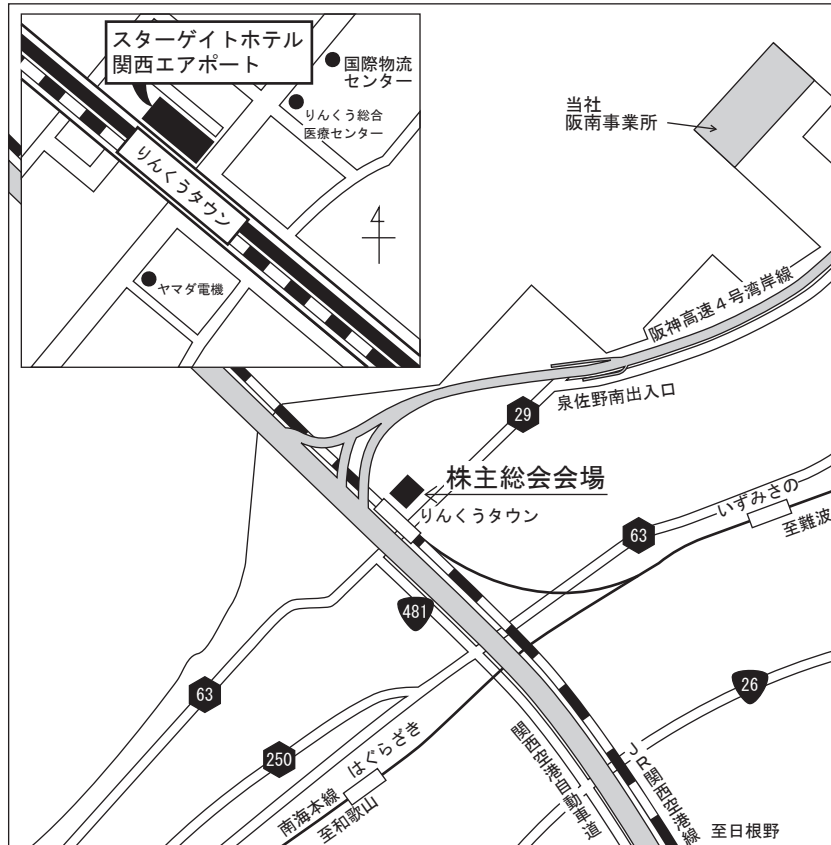 スターゲイトホテル
関西エアポート
国際物流
センター
りんくう総合
医療センター
りんくうタウン
ヤマダ電機
4
当社
阪南事業所
阪神高速4号湾岸線
泉佐野南出入口
29
株主総会会場
りんくうタウン
いずみさの
至難波
63
481
63
26
250
はぐらざき
南海本線
至和歌山
関西空港自動車道
JR関西空港線
至日根野